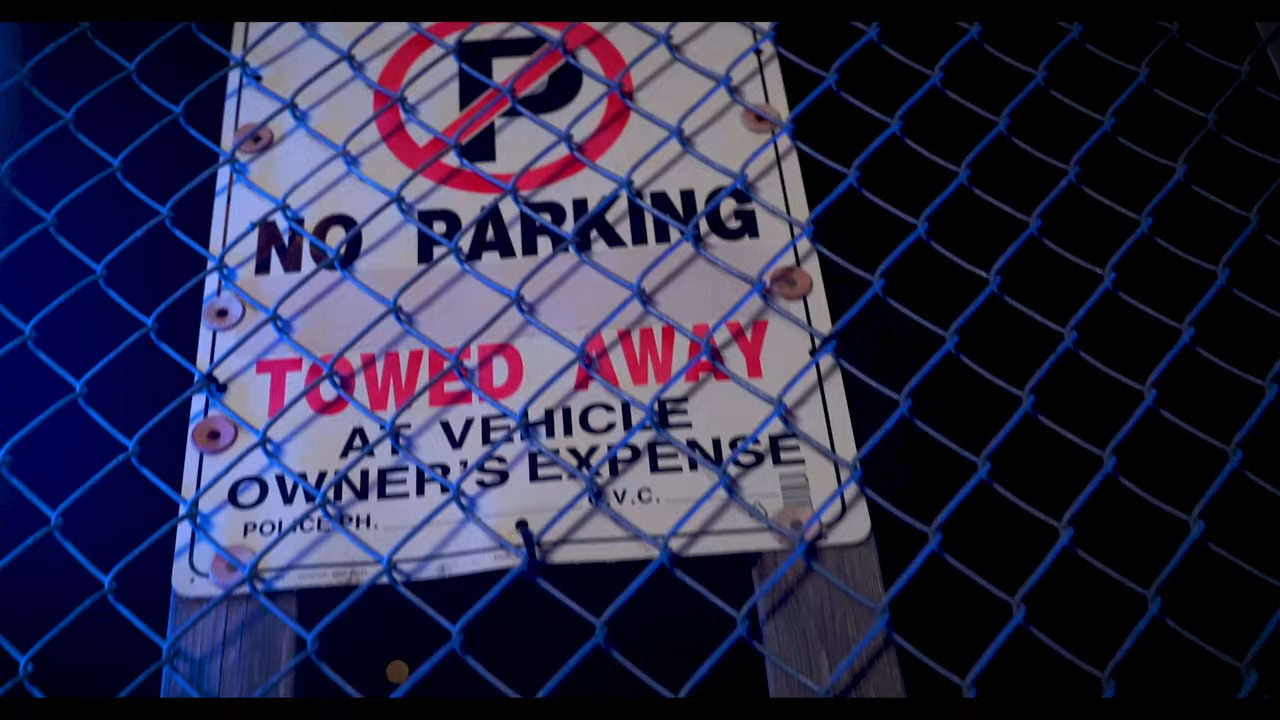 P
NO PARKING
TOWED AWAY
AT VEHICLE
OWNER'S EXPENSE
POLICE PH.
V.C.